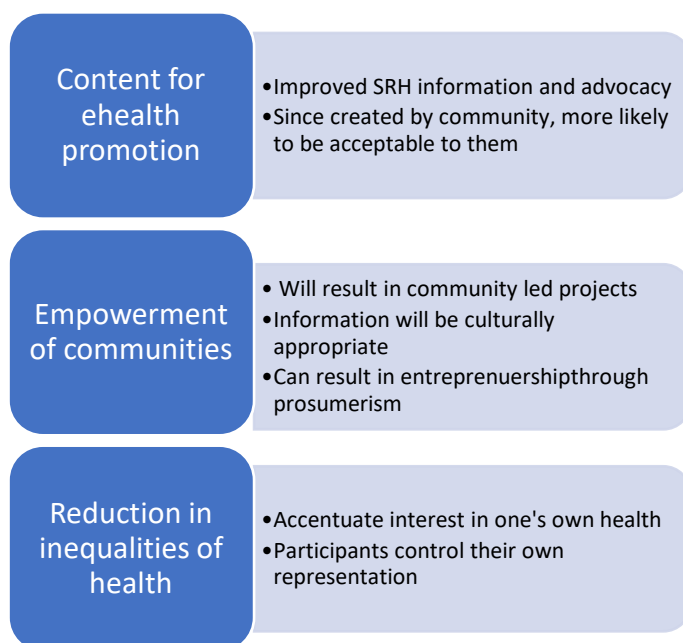 Content for
ehealth
promotion
•Improved SRH information and advocacy
•Since created by community, more likely
to be acceptable to them
Empowerment
of communities
• Will result in community led projects
•Information will be culturally
appropriate
•Can result in entreprenuershipthrough
prosumerism
Reduction in
inequalities of
health
•Accentuate interest in one's own health
•Participants control their own
representation